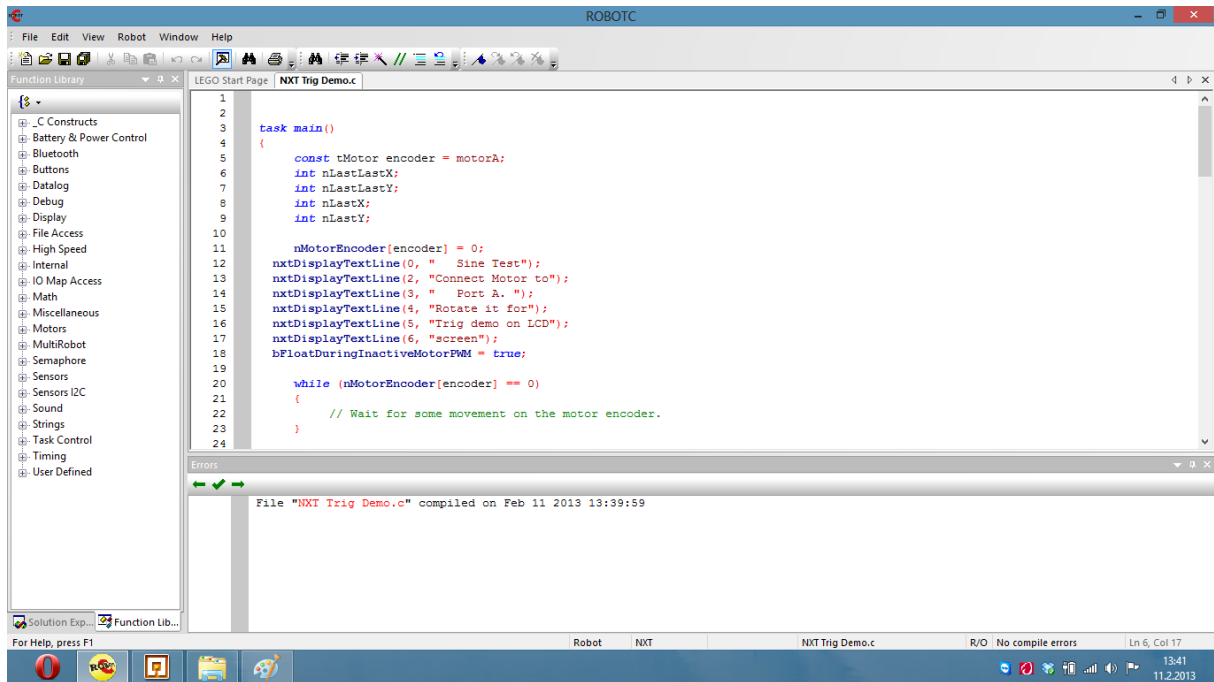 ROBOTC
File Edit View Robot Window Help
Function Library
LEGO Start Page NXT Trig Demo.c
_C Constructs
Battery & Power Control
Bluetooth
Buttons
Datalog
Debug
Display
File Access
High Speed
Internal
IO Map Access
Math
Miscellaneous
Motors
MultiRobot
Semaphore
Sensors
Sensors I2C
Sound
Strings
Task Control
Timing
User Defined
Solution Exp... Function Lib...
1
2
3 task main()
4 {
5 const tMotor encoder = motorA;
6 int nLastLastX;
7 int nLastLastY;
8 int nLastX;
9 int nLastY;
10
11 nMotorEncoder[encoder] = 0;
12 nxtDisplayTextLine(0, "   Sine Test");
13 nxtDisplayTextLine(2, "Connect Motor to");
14 nxtDisplayTextLine(3, "   Port A. ");
15 nxtDisplayTextLine(4, "Rotate it for");
16 nxtDisplayTextLine(5, "Trig demo on LCD");
17 nxtDisplayTextLine(6, "screen");
18 bFloatDuringInactiveMotorPWM = true;
19
20 while (nMotorEncoder[encoder] == 0)
21 {
22 // Wait for some movement on the motor encoder.
23 }
24
Errors
File "NXT Trig Demo.c" compiled on Feb 11 2013 13:39:59
For Help, press F1 Robot NXT NXT Trig Demo.c R/O No compile errors Ln 6, Col 17
13:41
11.2.2013